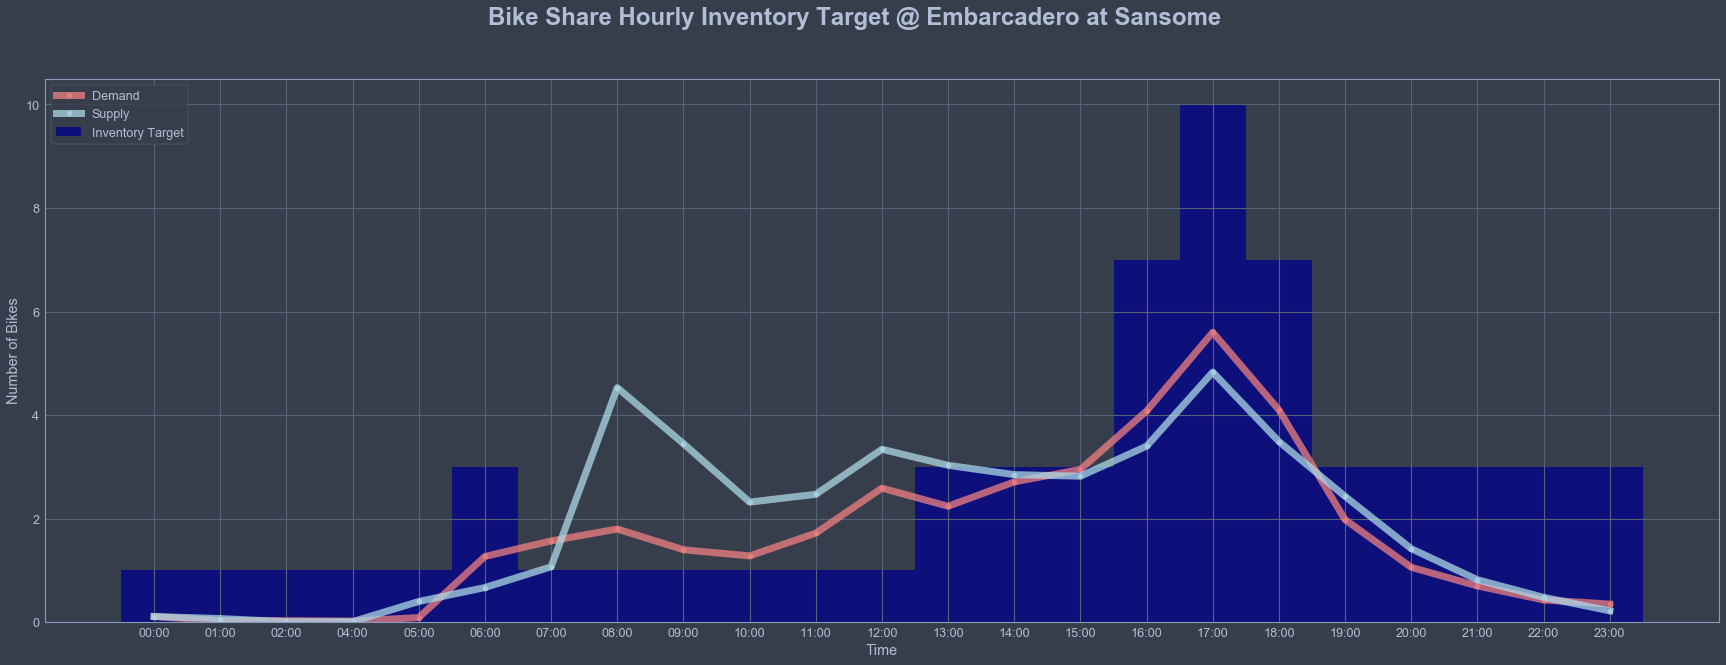 Bike Share Hourly Inventory Target @ Embarcadero at Sansome
Demand
Supply
Inventory Target
Number of Bikes
10
8
6
4
2
0
00:00 01:00 02:00 04:00 05:00 06:00 07:00 08:00 09:00 10:00 11:00 12:00 13:00 14:00 15:00 16:00 17:00 18:00 19:00 20:00 21:00 22:00 23:00
Time